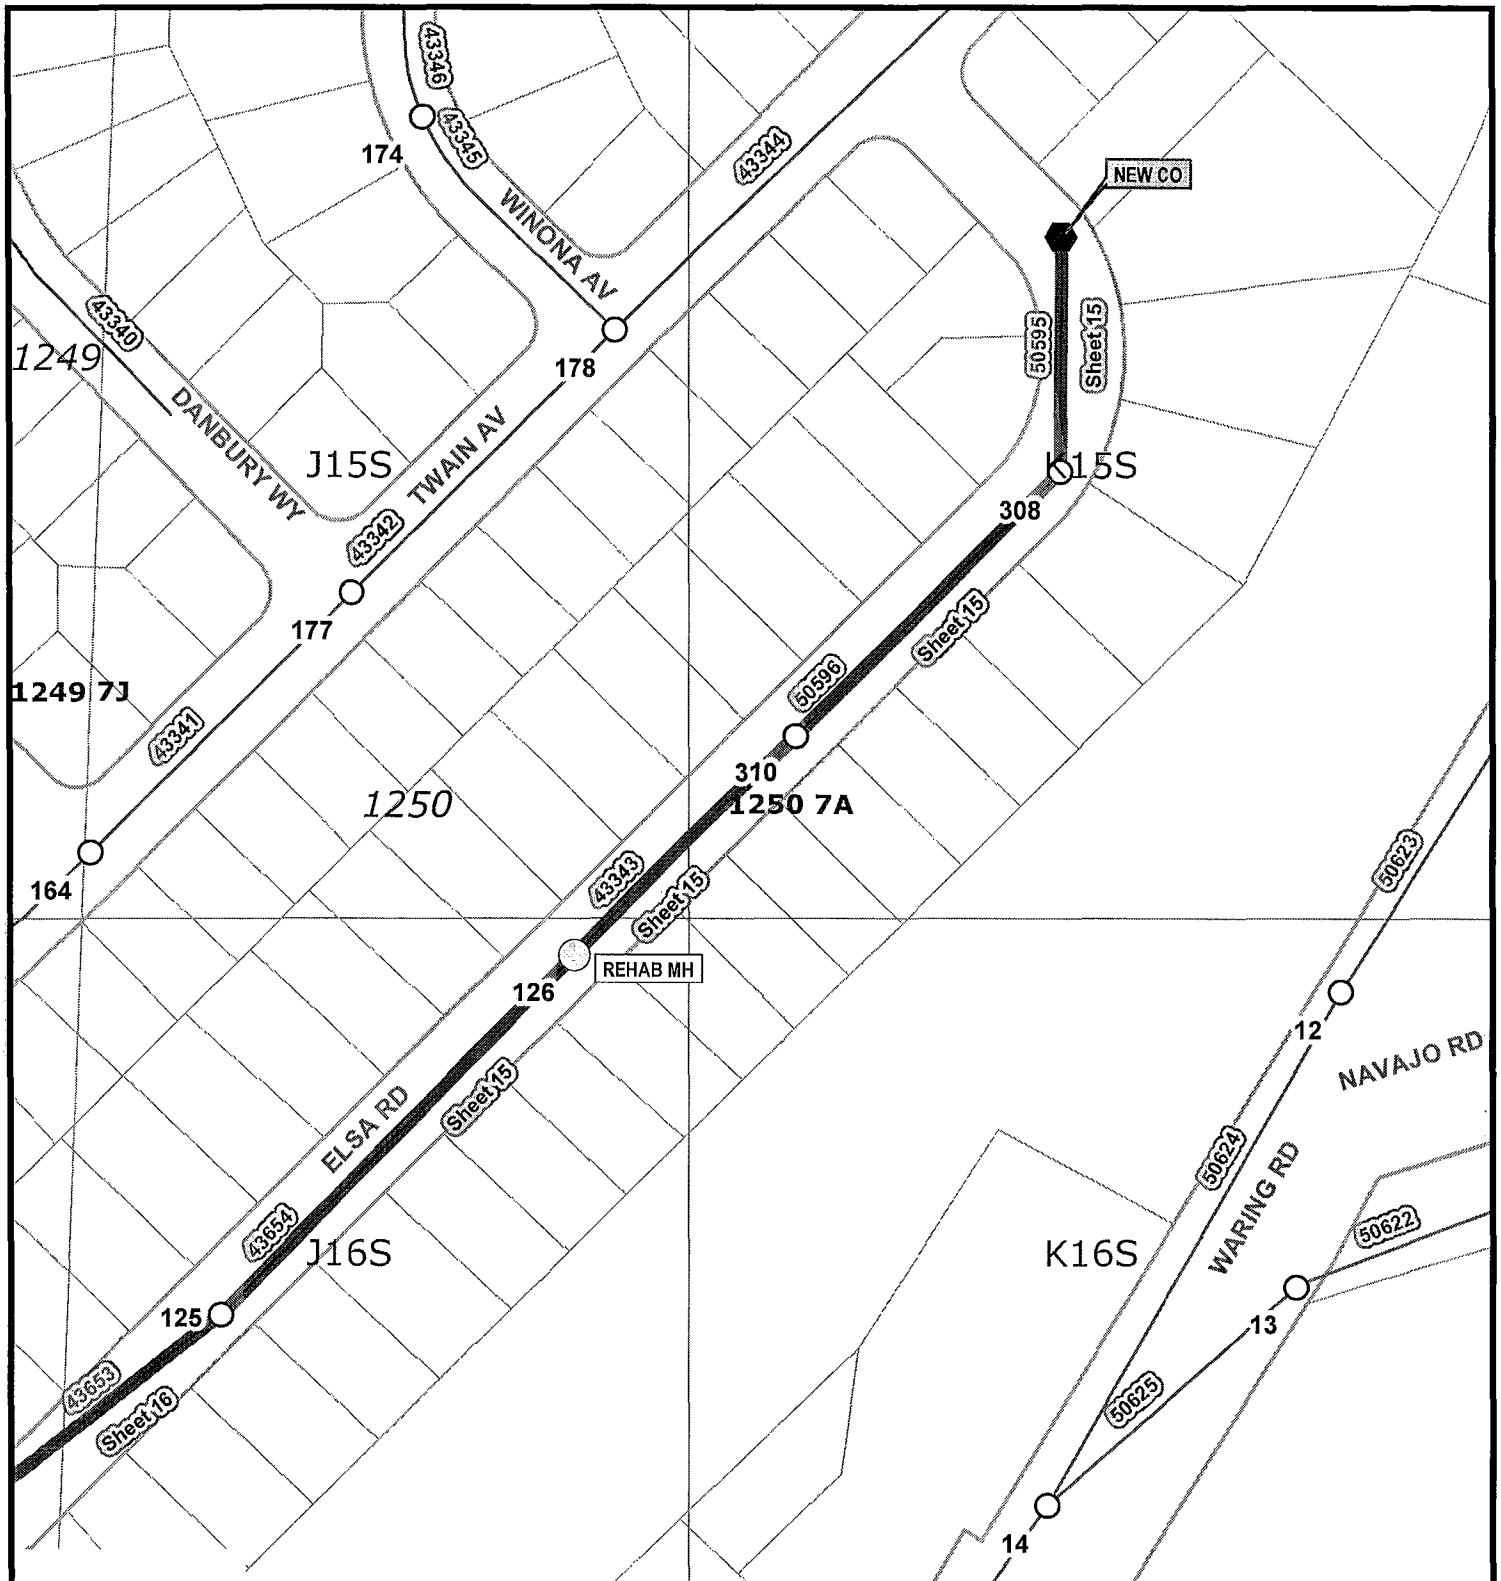 43346
43345
174
43344
WINONA AV
NEW CO
43340
1249
178
50595
Sheet 15
DANBURY WY
J15S
TWAIN AV
K15S
308
43342
177
Sheet 15
50596
1249 7J
43341
310
1250
1250 7A
164
43343
Sheet 15
50623
REHAB MH
126
12
NAVAJO RD
ELSA RD
Sheet 15
50624
WARING RD
43654
J16S
K16S
50622
125
13
43653
Sheet 16
50625
14